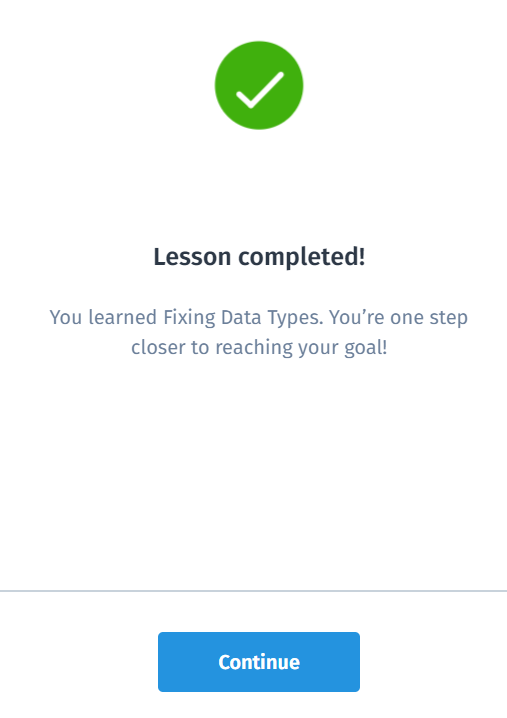 Lesson completed!
You learned Fixing Data Types. You’re one step
closer to reaching your goal!
Continue